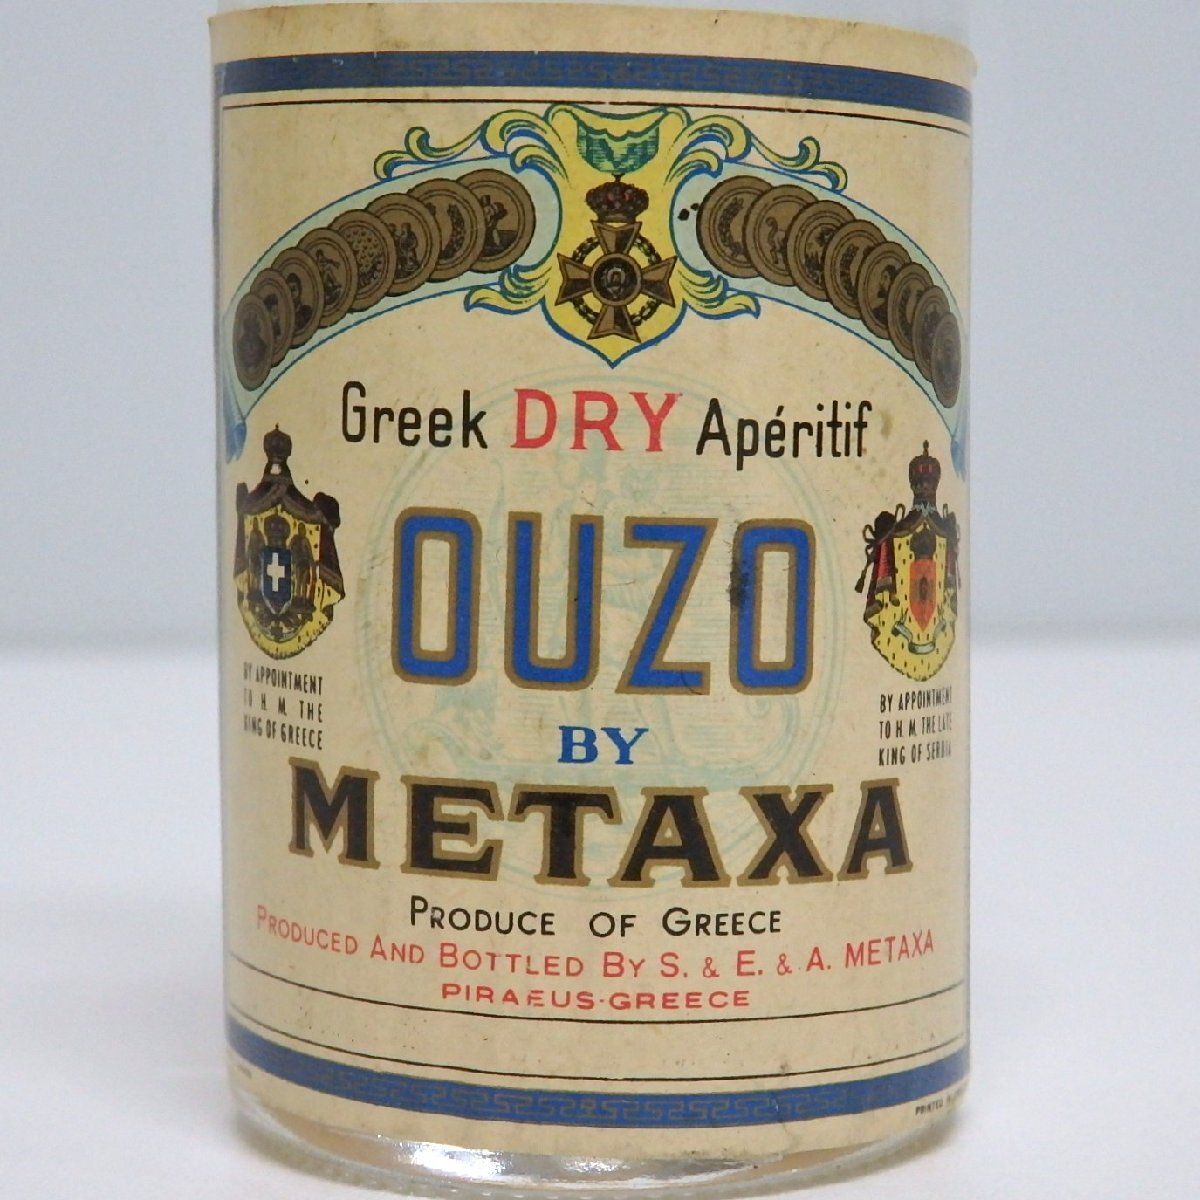 Greek DRY Apéritif
OUZO
BY APPOINTMENT
TO H. M. THE
KING OF GREECE
BY APPOINTMENT
TO H. M. THE LATE
KING OF SERBIA
BY
METAXA
PRODUCE OF GREECE
PRODUCED AND BOTTLED BY S. & E. & A. METAXA
PIRAEUS-GREECE
PRINTED